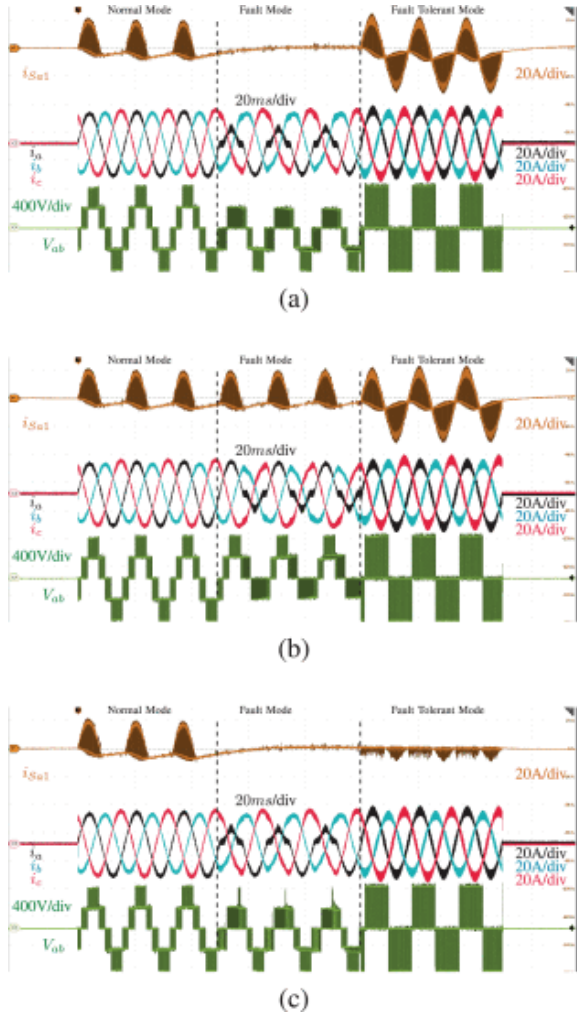 Normal Mode Fault Mode Fault Tolerant Mode
iSa1 20A/div
20ms/div
ia 20A/div
ib 20A/div
ic 20A/div
400V/div
Vab
(a)
Normal Mode Fault Mode Fault Tolerant Mode
iSa1 20A/div
20ms/div
ia 20A/div
ib 20A/div
ic 20A/div
400V/div
Vab
(b)
Normal Mode Fault Mode Fault Tolerant Mode
iSa1 20A/div
20ms/div
ia 20A/div
ib 20A/div
ic 20A/div
400V/div
Vab
(c)